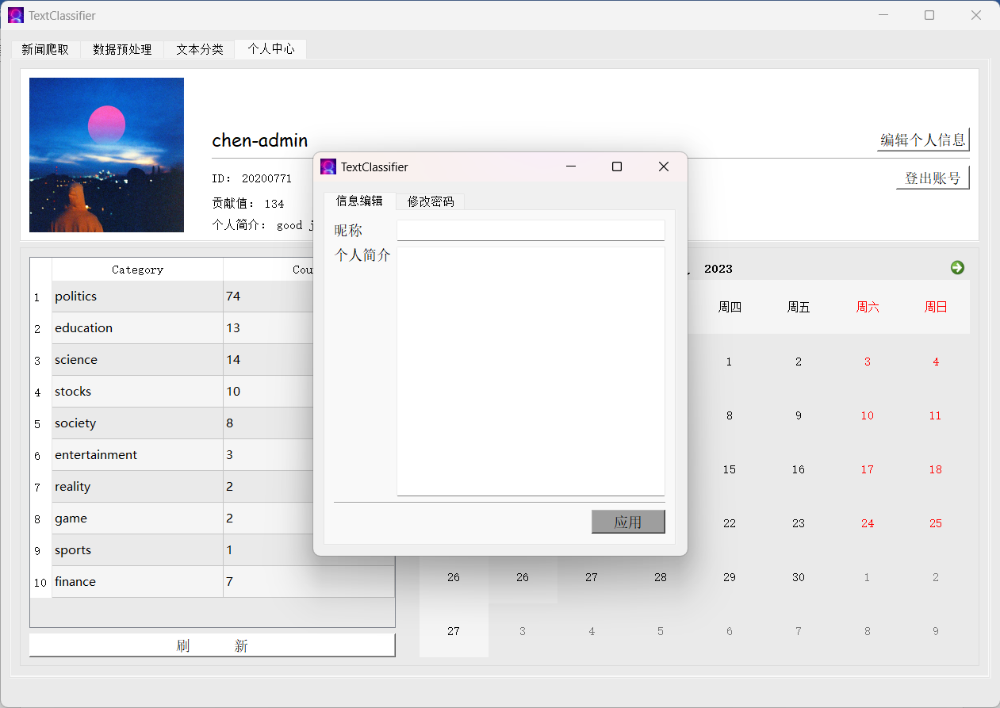 TextClassifier
新闻爬取 数据预处理 文本分类 个人中心
chen-admin
编辑个人信息
ID: 20200771
登出账号
贡献值: 134
个人简介: good
TextClassifier
信息编辑 修改密码
昵称
个人简介
应用
Category
1 politics 74
2 education 13
3 science 14
4 stocks 10
5 society 8
6 entertainment 3
7 reality 2
8 game 2
9 sports 1
10 finance 7
刷 新
2023
周四 周五 周六 周日
1 2 3 4
8 9 10 11
15 16 17 18
22 23 24 25
26 26 27 28 29 30 1 2
27 3 4 5 6 7 8 9